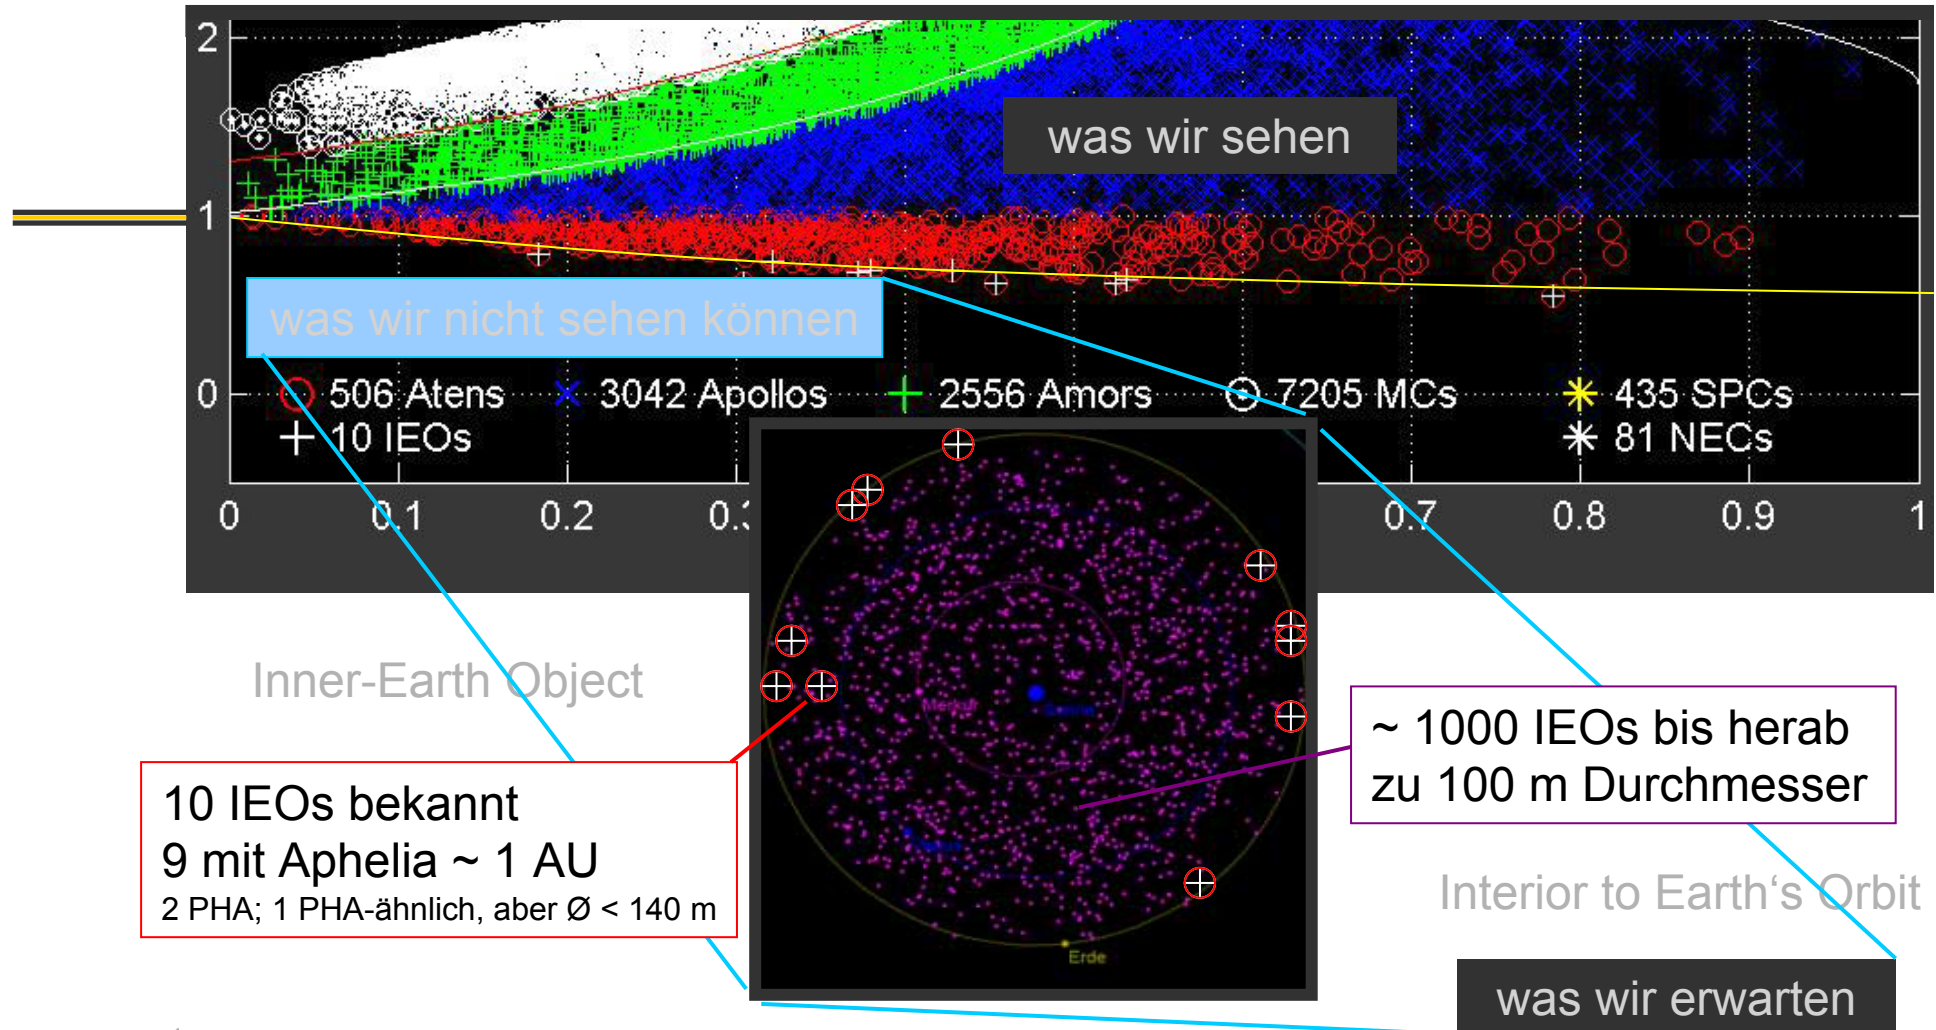 2
was wir sehen
1
was wir nicht sehen können
0
506 Atens
3042 Apollos
2556 Amors
7205 MCs
435 SPCs
10 IEOs
81 NECs
0
0.1
0.2
0.7
0.8
0.9
1
Inner-Earth Object
Merkur
~ 1000 IEOs bis herab
zu 100 m Durchmesser
10 IEOs bekannt
9 mit Aphelia ~ 1 AU
2 PHA; 1 PHA-ähnlich, aber Ø < 140 m
Interior to Earth‘s Orbit
Erde
was wir erwarten